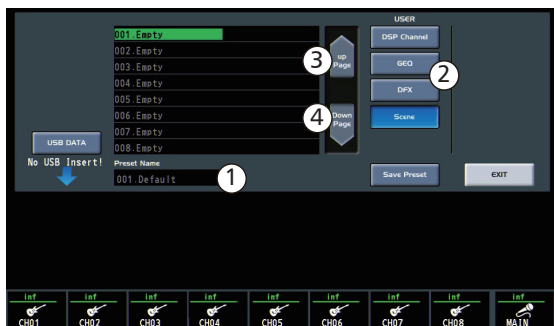 USER
001.Empty
002.Empty
003.Empty
004.Empty
005.Empty
006.Empty
007.Empty
008.Empty
up
Page
3
Down
Page
4
DSP Channel
GEQ
2
DFX
Scene
USB DATA
No USB Insert!
Preset Name
001.Default
1
Save Preset
EXIT
inf inf inf inf inf inf inf inf inf
CH01 CH02 CH03 CH04 CH05 CH06 CH07 CH08 MAIN